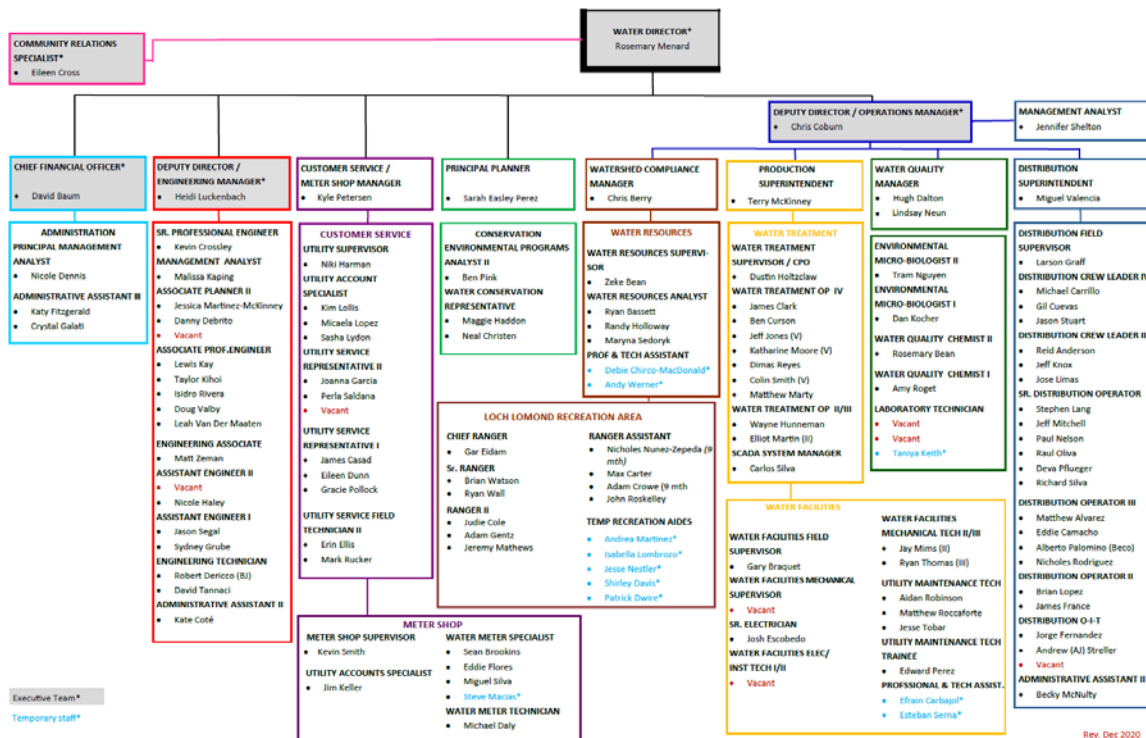 WATER DIRECTOR*
Rosemary Menard
COMMUNITY RELATIONS
SPECIALIST*
• Eileen Cross
DEPUTY DIRECTOR / OPERATIONS MANAGER*
• Chris Coburn
MANAGEMENT ANALYST
• Jennifer Shelton
CHIEF FINANCIAL OFFICER*
• David Baum
DEPUTY DIRECTOR /
ENGINEERING MANAGER*
• Heidi Luckenbach
CUSTOMER SERVICE /
METER SHOP MANAGER
• Kyle Petersen
PRINCIPAL PLANNER
• Sarah Easley Perez
WATERSHED COMPLIANCE
MANAGER
• Chris Berry
PRODUCTION
SUPERINTENDENT
• Terry McKinney
WATER QUALITY
MANAGER
• Hugh Dalton
• Lindsay Neun
DISTRIBUTION
SUPERINTENDENT
• Miguel Valencia
ADMINISTRATION
PRINCIPAL MANAGEMENT
ANALYST
• Nicole Dennis
ADMINISTRATIVE ASSISTANT III
• Katy Fitzgerald
• Crystal Galati
SR. PROFESSIONAL ENGINEER
• Kevin Crossley
MANAGEMENT ANALYST
• Malissa Kaping
ASSOCIATE PLANNER II
• Jessica Martinez-McKinney
• Danny Debrito
• Vacant
ASSOCIATE PROF.ENGINEER
• Lewis Kay
• Taylor Kihoi
• Isidro Rivera
• Doug Valby
• Leah Van Der Maaten
ENGINEERING ASSOCIATE
• Matt Zeman
ASSISTANT ENGINEER II
• Vacant
• Nicole Haley
ASSISTANT ENGINEER I
• Jason Segal
• Sydney Grube
ENGINEERING TECHNICIAN
• Robert Dericco (BJ)
• David Tannaci
ADMINISTRATIVE ASSISTANT II
• Kate Coté
CUSTOMER SERVICE
UTILITY SUPERVISOR
• Niki Harman
UTILITY ACCOUNT
SPECIALIST
• Kim Lollis
• Micaela Lopez
• Sasha Lydon
UTILITY SERVICE
REPRESENTATIVE II
• Joanna Garcia
• Perla Saldana
• Vacant
UTILITY SERVICE
REPRESENTATIVE I
• James Casad
• Eileen Dunn
• Gracie Pollock
UTILITY SERVICE FIELD
TECHNICIAN II
• Erin Ellis
• Mark Rucker
METER SHOP
METER SHOP SUPERVISOR
• Kevin Smith
UTILITY ACCOUNTS SPECIALIST
• Jim Keller
WATER METER SPECIALIST
• Sean Brookins
• Eddie Flores
• Miguel Silva
• Steve Macias*
WATER METER TECHNICIAN
• Michael Daly
CONSERVATION
ENVIRONMENTAL PROGRAMS
ANALYST II
• Ben Pink
WATER CONSERVATION
REPRESENTATIVE
• Maggie Haddon
• Neal Christen
WATER RESOURCES
WATER RESOURCES SUPERVI-
SOR
• Zeke Bean
WATER RESOURCES ANALYST
• Ryan Bassett
• Randy Holloway
• Maryna Sedoryk
PROF & TECH ASSISTANT
• Debie Chirco-MacDonald*
• Andy Werner*
LOCH LOMOND RECREATION AREA
CHIEF RANGER
• Gar Eidam
Sr. RANGER
• Brian Watson
• Ryan Wall
RANGER II
• Judie Cole
• Adam Gentz
• Jeremy Mathews
RANGER ASSISTANT
• Nicholes Nunez-Zepeda (9
mth)
• Max Carter
• Adam Crowe (9 mth
• John Roskelley
TEMP RECREATION AIDES
• Andrea Martinez*
• Isabella Lombrozo*
• Jesse Nestler*
• Shirley Davis*
• Patrick Dwire*
WATER TREATMENT
WATER TREATMENT
SUPERVISOR / CPO
• Dustin Holtzclaw
WATER TREATMENT OP IV
• James Clark
• Ben Curson
• Jeff Jones (V)
• Katharine Moore (V)
• Dimas Reyes
• Colin Smith (V)
• Matthew Marty
WATER TREATMENT OP II/III
• Wayne Hunneman
• Elliot Martin (II)
SCADA SYSTEM MANAGER
• Carlos Silva
WATER FACILITIES
WATER FACILITIES FIELD
SUPERVISOR
• Gary Braquet
WATER FACILITIES MECHANICAL
SUPERVISOR
• Vacant
SR. ELECTRICIAN
• Josh Escobedo
WATER FACILITIES ELEC/
INST TECH I/II
• Vacant
WATER FACILITIES
MECHANICAL TECH II/III
• Jay Mims (II)
• Ryan Thomas (III)
UTILITY MAINTENANCE TECH
• Aidan Robinson
• Matthew Roccaforte
• Jesse Tobar
UTILITY MAINTENANCE TECH
TRAINEE
• Edward Perez
PROFSSIONAL & TECH ASSIST.
• Efrain Carbajol*
• Esteban Serna*
ENVIRONMENTAL
MICRO-BIOLOGIST II
• Tram Nguyen
ENVIRONMENTAL
MICRO-BIOLOGIST I
• Dan Kocher
WATER QUALITY CHEMIST II
• Rosemary Bean
WATER QUALITY CHEMIST I
• Amy Roget
LABORATORY TECHNICIAN
• Vacant
• Vacant
• Taniya Keith*
DISTRIBUTION FIELD
SUPERVISOR
• Larson Graff
DISTRIBUTION CREW LEADER IV
• Michael Carrillo
• Gil Cuevas
• Jason Stuart
DISTRIBUTION CREW LEADER II
• Reid Anderson
• Jeff Knox
• Jose Limas
SR. DISTRIBUTION OPERATOR
• Stephen Lang
• Jeff Mitchell
• Paul Nelson
• Raul Oliva
• Deva Pflueger
• Richard Silva
DISTRIBUTION OPERATOR III
• Matthew Alvarez
• Eddie Camacho
• Alberto Palomino (Beco)
• Nicholes Rodriguez
DISTRIBUTION OPERATOR II
• Brian Lopez
• James France
DISTRIBUTION O-I-T
• Jorge Fernandez
• Andrew (AJ) Streller
• Vacant
ADMINISTRATIVE ASSISTANT II
• Becky McNulty
Executive Team*
Temporary staff*
Rev. Dec 2020